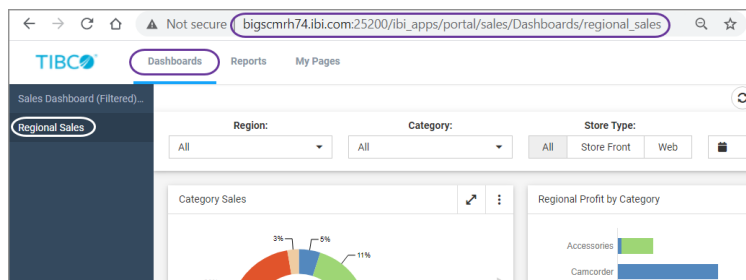 Not secure bigscmrh74.ibi.com:25200/ibi_apps/portal/sales/Dashboards/regional_sales
TIBCO Dashboards Reports My Pages
Sales Dashboard (Filtered)...
Regional Sales
Region: Category: Store Type:
All All All Store Front Web
Category Sales Regional Profit by Category
3% 5%
11%
Accessories
Camcorder